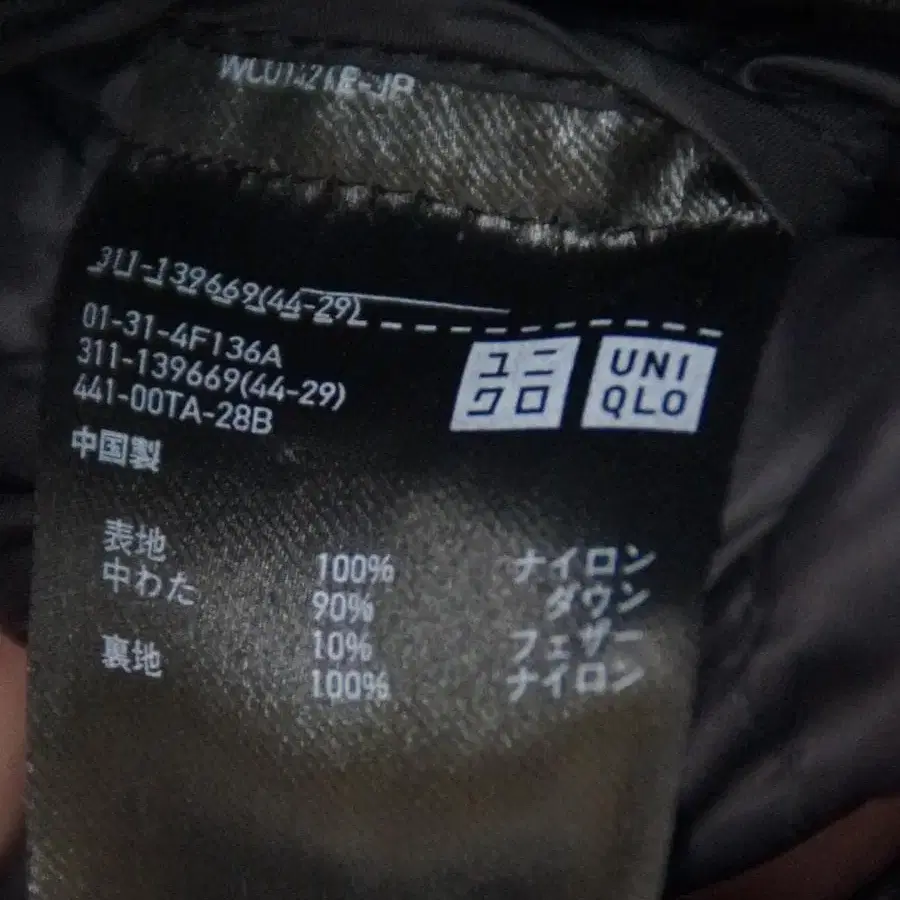 311-139669(44-29)
01-31-4F136A
311-139669(44-29)
441-00TA-28B
中国製
ユニ
クロ
UNI
QLO
表地 100% ナイロン
中わた 90% ダウン
10% フェザー
裏地 100% ナイロン